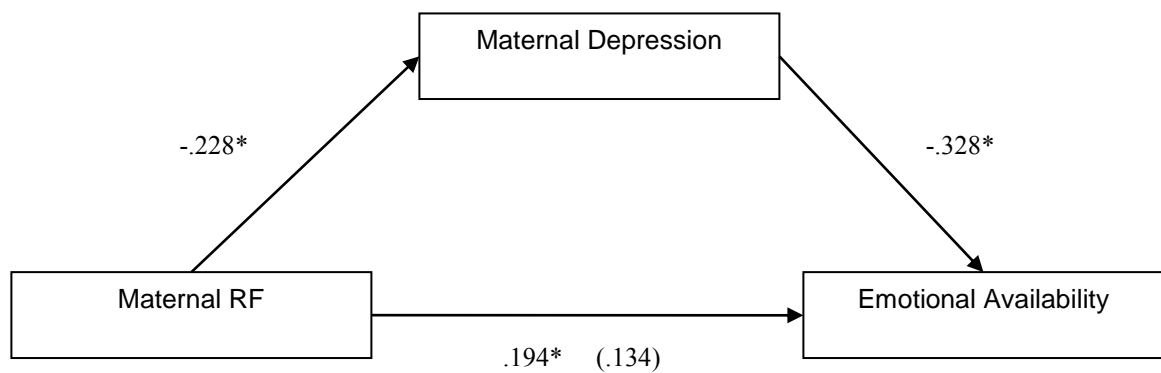 Maternal Depression
-.228*
-.328*
Maternal RF
Emotional Availability
.194* (.134)